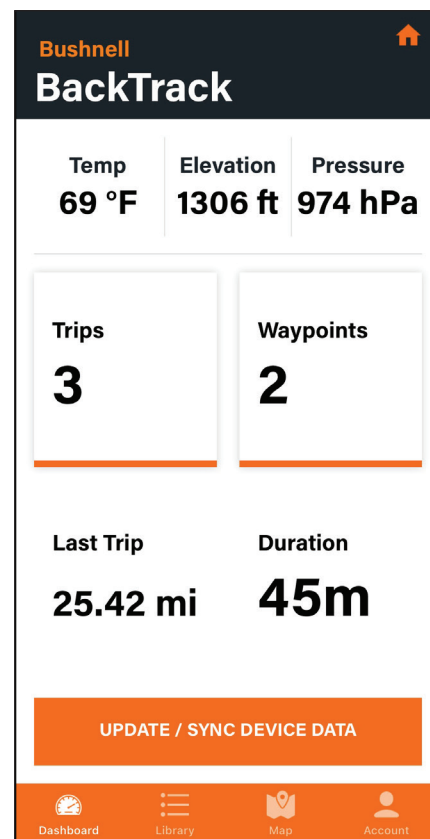 Bushnell
BackTrack
Temp Elevation Pressure
69 °F 1306 ft 974 hPa
Trips Waypoints
3 2
Last Trip Duration
25.42 mi 45m
UPDATE / SYNC DEVICE DATA
Dashboard Library Map Account